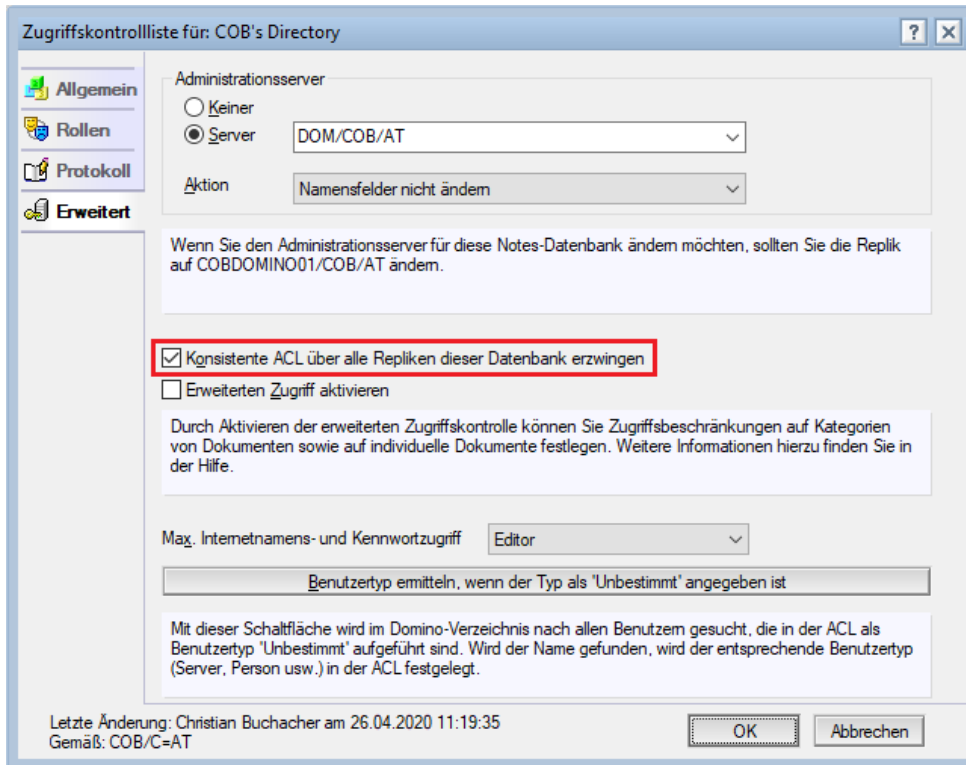 Zugriffskontrollliste für: COB's Directory
?
Allgemein
Rollen
Protokoll
Erweitert
Administrationsserver
Keiner
Server
DOM/COB/AT
Aktion
Namensfelder nicht ändern
Wenn Sie den Administrationsserver für diese Notes-Datenbank ändern möchten, sollten Sie die Replik
auf COBDOMINO01/COB/AT ändern.
Konsistente ACL über alle Repliken dieser Datenbank erzwingen
Erweiterten Zugriff aktivieren
Durch Aktivieren der erweiterten Zugriffskontrolle können Sie Zugriffsbeschränkungen auf Kategorien
von Dokumenten sowie auf individuelle Dokumente festlegen. Weitere Informationen hierzu finden Sie in
der Hilfe.
Max. Internetnamens- und Kennwortzugriff
Editor
Benutzertyp ermitteln, wenn der Typ als 'Unbestimmt' angegeben ist
Mit dieser Schaltfläche wird im Domino-Verzeichnis nach allen Benutzern gesucht, die in der ACL als
Benutzertyp 'Unbestimmt' aufgeführt sind. Wird der Name gefunden, wird der entsprechende Benutzertyp
(Server, Person usw.) in der ACL festgelegt.
Letzte Änderung: Christian Buchacher am 26.04.2020 11:19:35
Gemäß: COB/C=AT
OK
Abbrechen